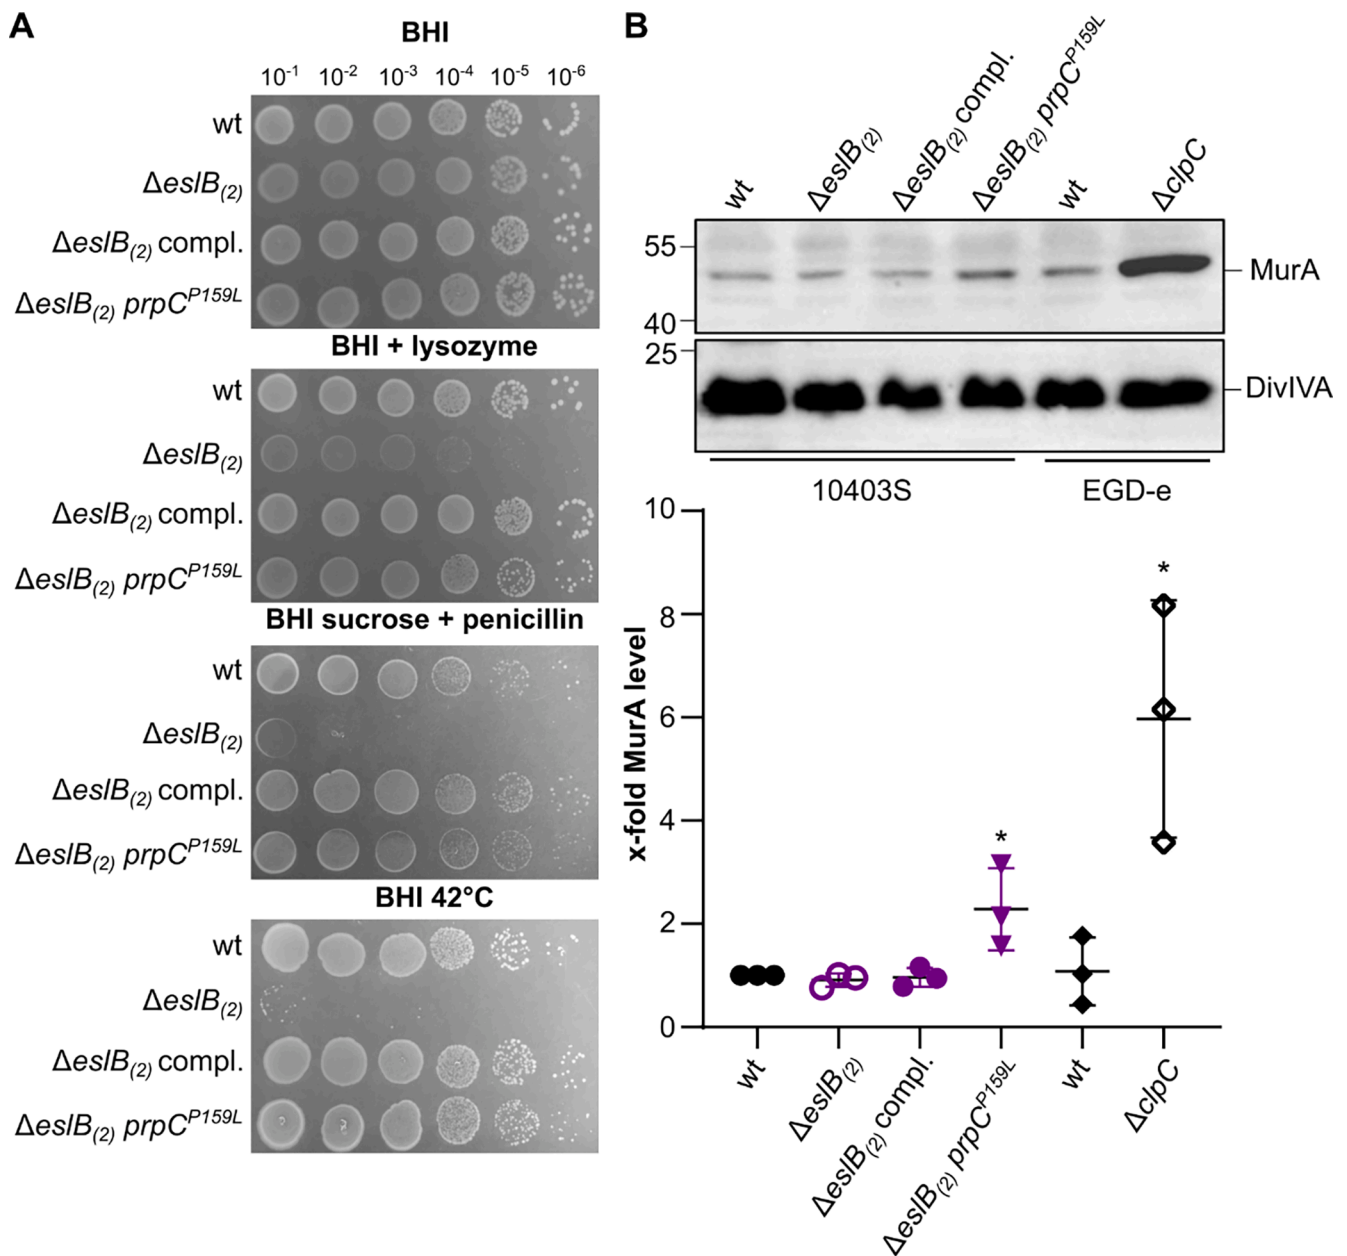 A
BHI
10-1 10-2 10-3 10-4 10-5 10-6
wt
ΔeslB(2)
ΔeslB(2) compl.
ΔeslB(2) prpCP159L
BHI + lysozyme
wt
ΔeslB(2)
ΔeslB(2) compl.
ΔeslB(2) prpCP159L
BHI sucrose + penicillin
wt
ΔeslB(2)
ΔeslB(2) compl.
ΔeslB(2) prpCP159L
BHI 42°C
wt
ΔeslB(2)
ΔeslB(2) compl.
ΔeslB(2) prpCP159L
B
wt
ΔeslB(2)
ΔeslB(2) compl.
ΔeslB(2) prpCP159L
wt
ΔclpC
55
MurA
40
25
DivIVA
10403S
EGD-e
x-fold MurA level
10
8
6
4
2
0
*
*
wt
ΔeslB(2)
ΔeslB(2) compl.
ΔeslB(2) prpCP159L
wt
ΔclpC